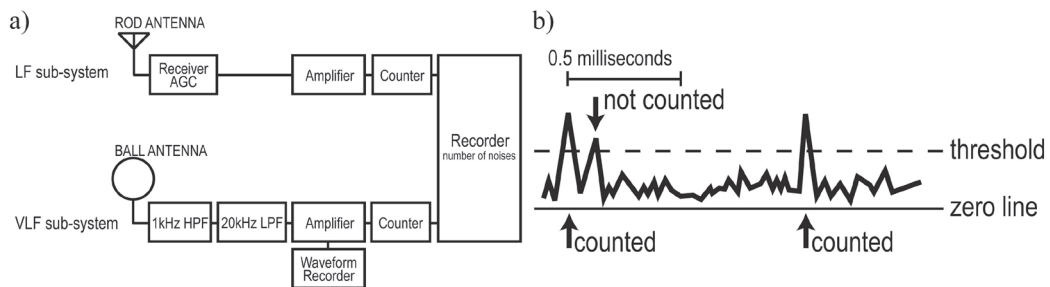 a)
ROD ANTENNA
LF sub-system
Receiver
AGC
Amplifier
Counter
Recorder
number of noises
BALL ANTENNA
VLF sub-system
1kHz HPF
20kHz LPF
Amplifier
Counter
Waveform
Recorder
b)
0.5 milliseconds
not counted
threshold
zero line
counted
counted